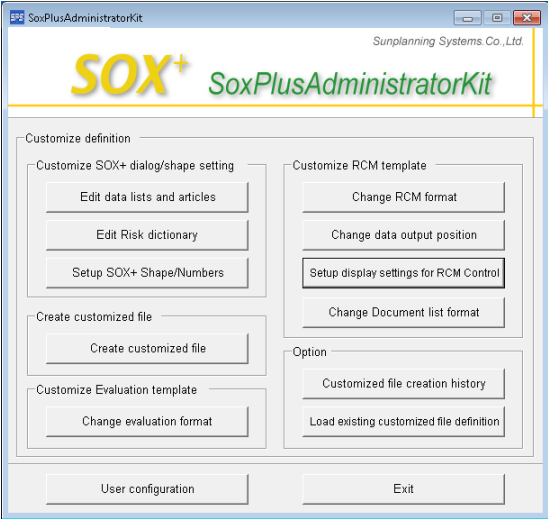 SPS SoxPlusAdministratorKit
Sunplanning Systems.Co.,Ltd.
SOX+ SoxPlusAdministratorKit
Customize definition
Customize SOX+ dialog/shape setting
Edit data lists and articles
Edit Risk dictionary
Setup SOX+ Shape/Numbers
Create customized file
Create customized file
Customize Evaluation template
Change evaluation format
Customize RCM template
Change RCM format
Change data output position
Setup display settings for RCM Control
Change Document list format
Option
Customized file creation history
Load existing customized file definition
User configuration
Exit